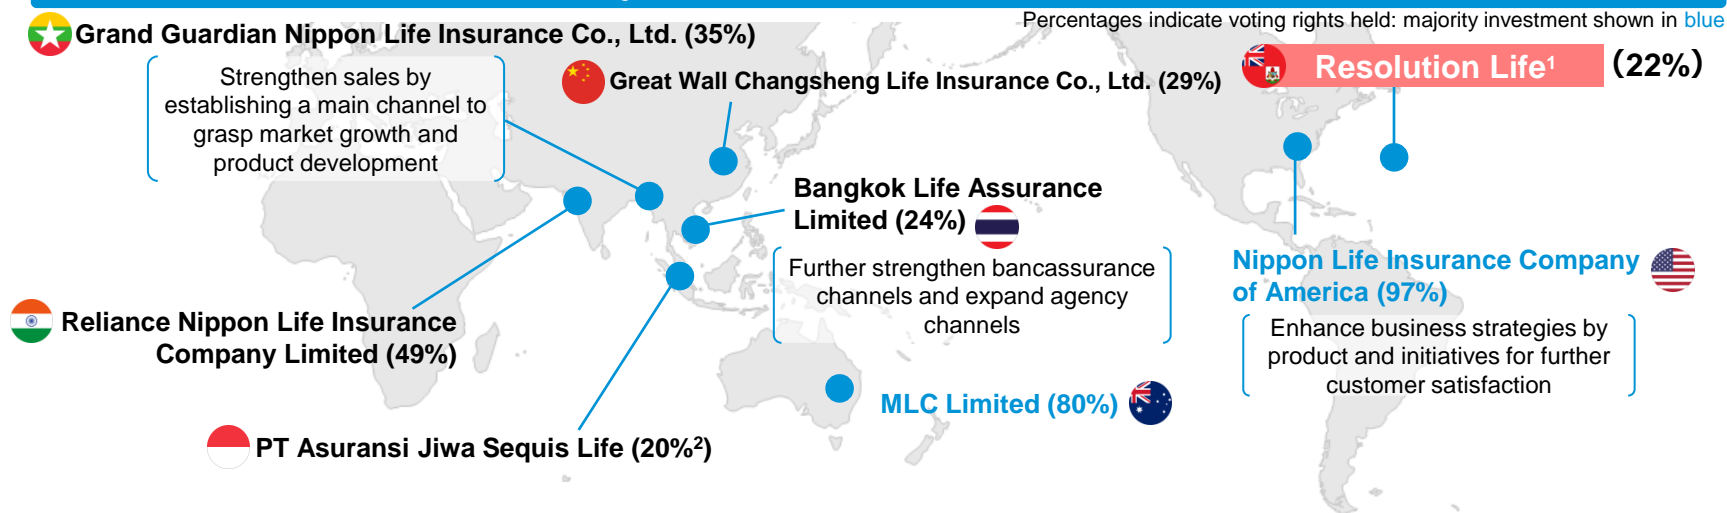 Percentages indicate voting rights held: majority investment shown in blue
Grand Guardian Nippon Life Insurance Co., Ltd. (35%)
Strengthen sales by
establishing a main channel to
grasp market growth and
product development
Great Wall Changsheng Life Insurance Co., Ltd. (29%)
Resolution Life¹ (22%)
Bangkok Life Assurance
Limited (24%)
Further strengthen bancassurance
channels and expand agency
channels
Nippon Life Insurance Company
of America (97%)
Enhance business strategies by
product and initiatives for further
customer satisfaction
Reliance Nippon Life Insurance
Company Limited (49%)
MLC Limited (80%)
PT Asuransi Jiwa Sequis Life (20%²)